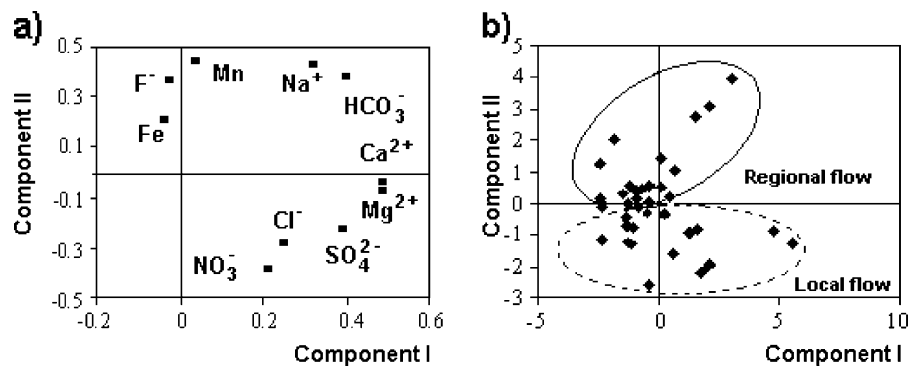 a)
0.5
0.3
0.1
-0.1
-0.3
-0.5
Component II
F⁻
Mn
Fe
Na⁺
HCO₃⁻
Ca²⁺
Mg²⁺
Cl⁻
SO₄²⁻
NO₃⁻
-0.2 0 0.2 0.4 0.6
Component I
b)
5
4
3
2
1
0
-1
-2
-3
Component II
Regional flow
Local flow
-5 0 5 10
Component I